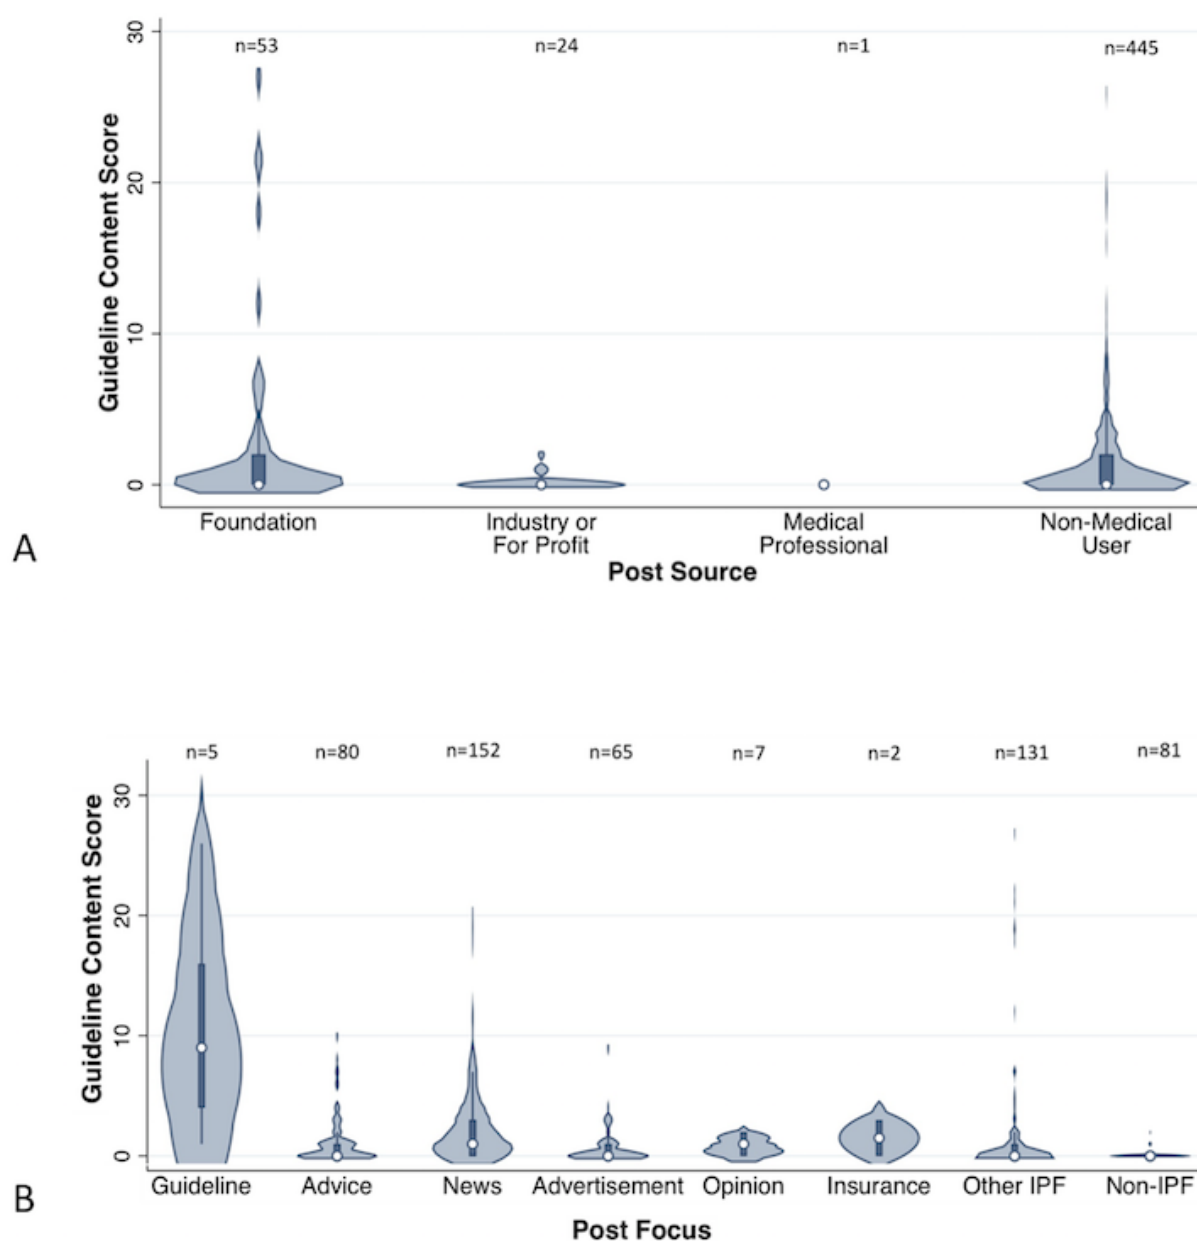 n=53 n=24 n=1 n=445
30
20
10
0
Guideline Content Score
Foundation Industry or For Profit Medical Professional Non-Medical User
Post Source
A
n=5 n=80 n=152 n=65 n=7 n=2 n=131 n=81
30
20
10
0
Guideline Content Score
Guideline Advice News Advertisement Opinion Insurance Other IPF Non-IPF
Post Focus
B